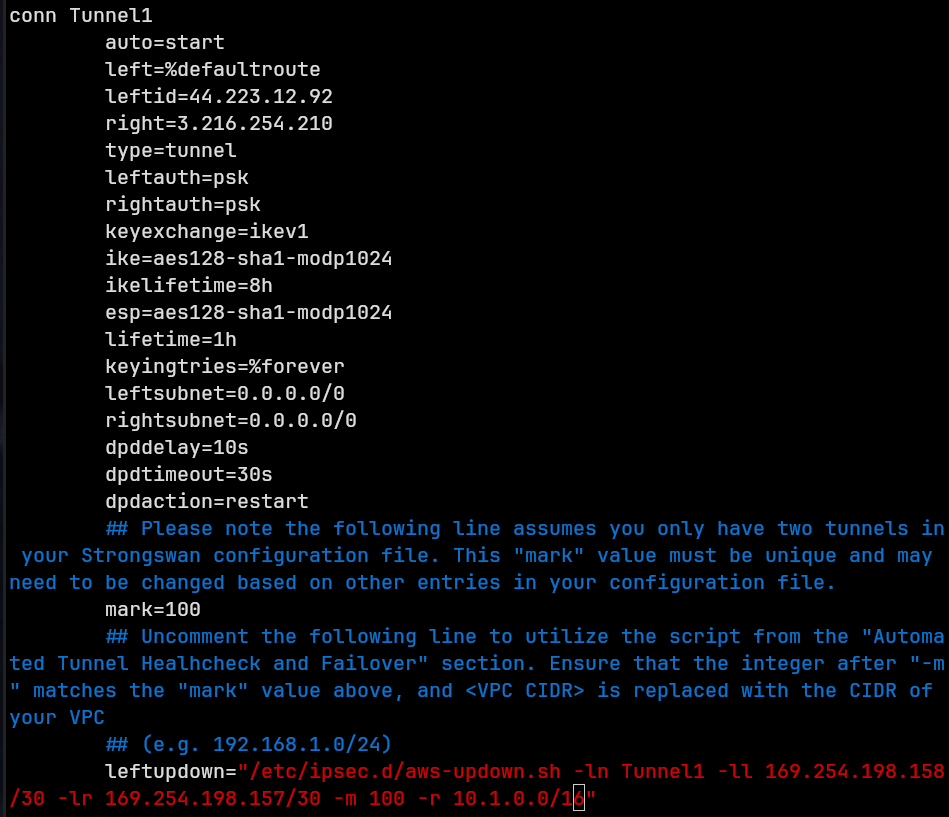 conn Tunnel1
auto=start
left=%defaultroute
leftid=44.223.12.92
right=3.216.254.210
type=tunnel
leftauth=psk
rightauth=psk
keyexchange=ikev1
ike=aes128-sha1-modp1024
ikelifetime=8h
esp=aes128-sha1-modp1024
lifetime=1h
keyingtries=%forever
leftsubnet=0.0.0.0/0
rightsubnet=0.0.0.0/0
dpddelay=10s
dpdtimeout=30s
dpdaction=restart
## Please note the following line assumes you only have two tunnels in
your Strongswan configuration file. This "mark" value must be unique and may
need to be changed based on other entries in your configuration file.
mark=100
## Uncomment the following line to utilize the script from the "Automa
ted Tunnel Healhcheck and Failover" section. Ensure that the integer after "-m
" matches the "mark" value above, and <VPC CIDR> is replaced with the CIDR of
your VPC
## (e.g. 192.168.1.0/24)
leftupdown="/etc/ipsec.d/aws-updown.sh -ln Tunnel1 -ll 169.254.198.158
/30 -lr 169.254.198.157/30 -m 100 -r 10.1.0.0/16"